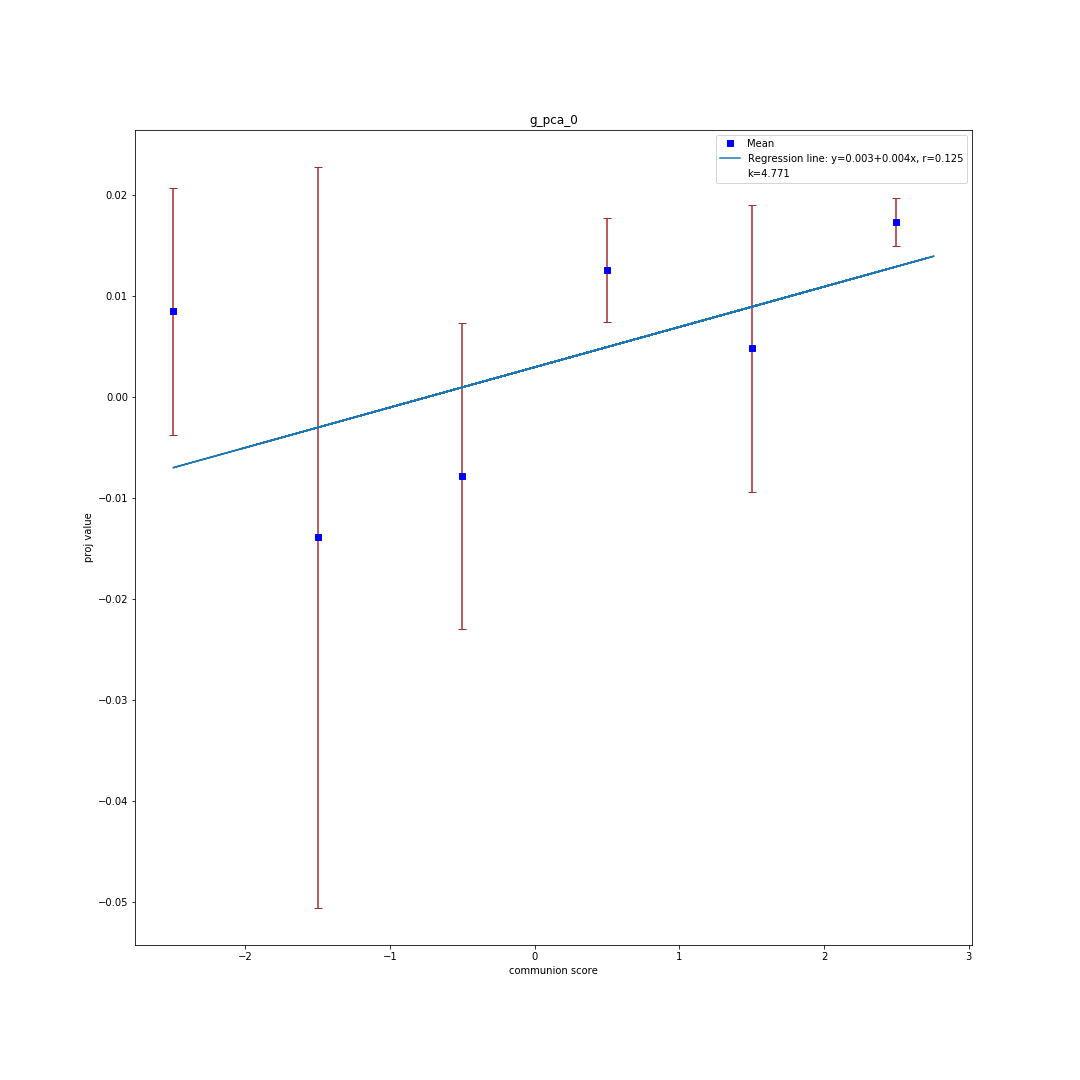 g_pca_0
Mean
Regression line: y=0.003+0.004x, r=0.125
k=4.771
0.02
0.01
0.00
−0.01
−0.02
−0.03
−0.04
−0.05
proj value
−2
−1
0
1
2
3
communion score